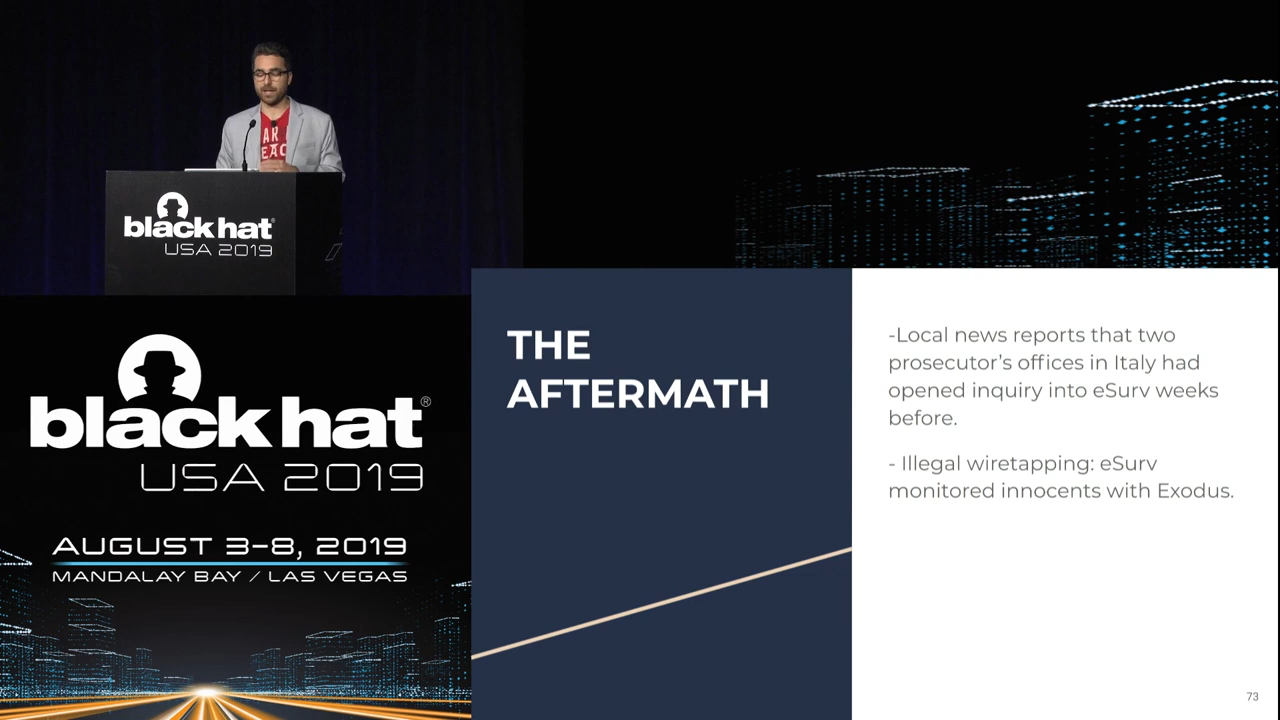 AR
EAC
black hat®
USA 2019
black hat®
USA 2019
AUGUST 3-8, 2019
MANDALAY BAY / LAS VEGAS
THE
AFTERMATH
-Local news reports that two
prosecutor's offices in Italy had
opened inquiry into eSurv weeks
before.
- Illegal wiretapping: eSurv
monitored innocents with Exodus.
73